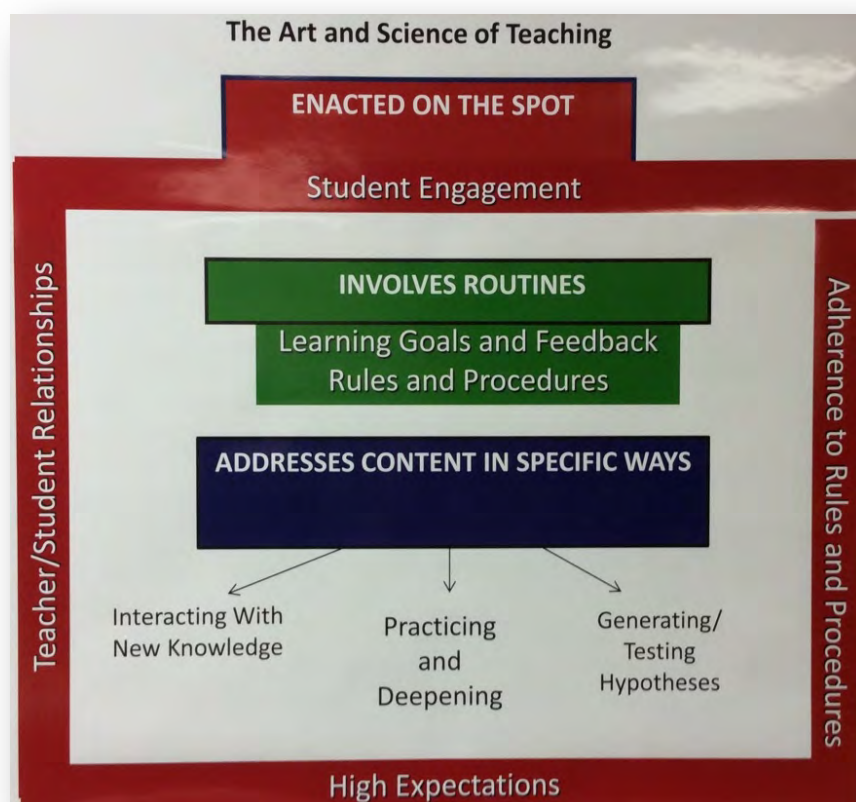 The Art and Science of Teaching
ENACTED ON THE SPOT
Student Engagement
Teacher/Student Relationships
INVOLVES ROUTINES
Learning Goals and Feedback
Rules and Procedures
ADDRESSES CONTENT IN SPECIFIC WAYS
Interacting With
New Knowledge
Practicing
and
Deepening
Generating/
Testing
Hypotheses
Adherence to Rules and Procedures
High Expectations